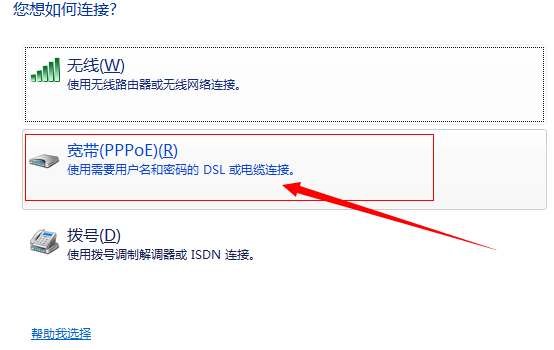 您想如何连接?
无线(W)
使用无线路由器或无线网络连接。
宽带(PPPoE)(R)
使用需要用户名和密码的 DSL 或电缆连接。
拨号(D)
使用拨号调制解调器或 ISDN 连接。
帮助我选择